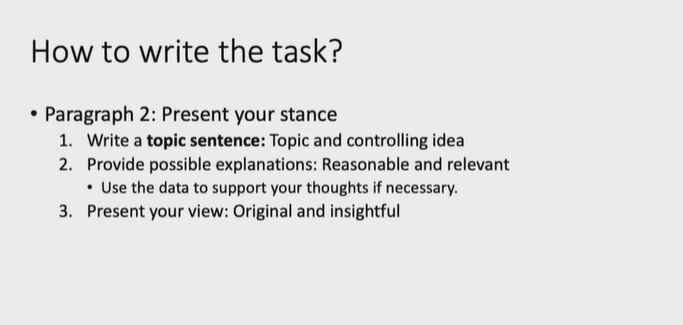 How to write the task?
• Paragraph 2: Present your stance
1. Write a topic sentence: Topic and controlling idea
2. Provide possible explanations: Reasonable and relevant
• Use the data to support your thoughts if necessary.
3. Present your view: Original and insightful